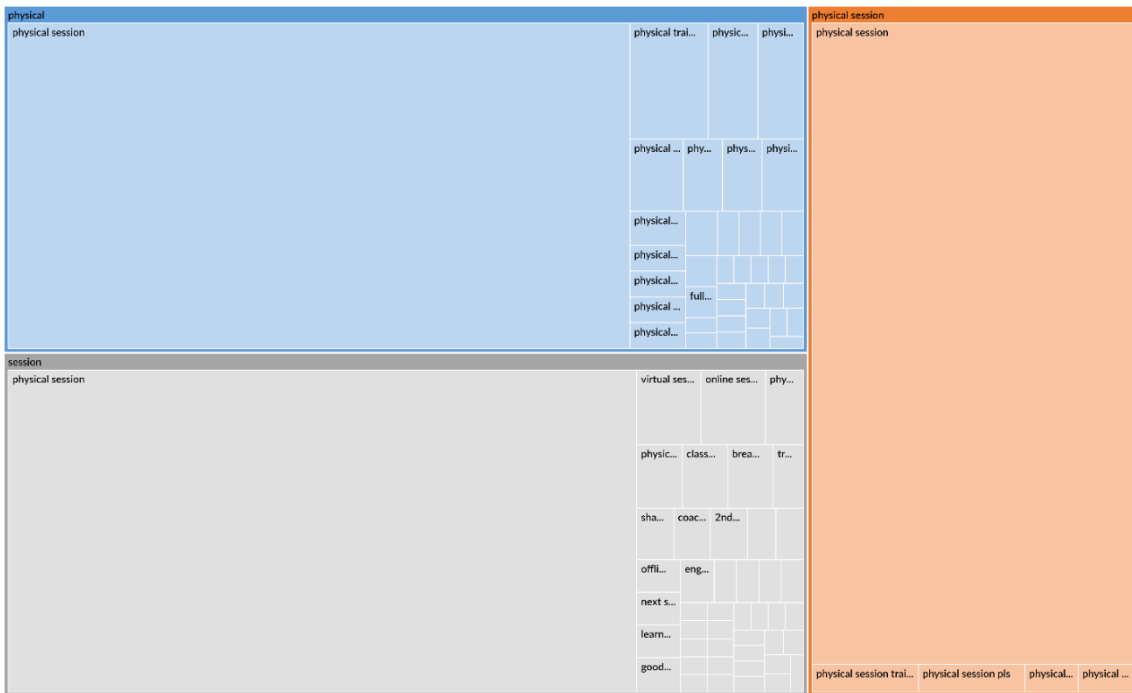 physical
physical session
physical trai...
physic...
physi...
physical ...
phy...
phys...
physi...
physical...
physical...
physical...
full...
physical ...
physical...
session
physical session
virtual ses...
online ses...
phy...
physic...
class...
brea...
tr...
sha...
coac...
2nd...
offli...
eng...
next s...
learn...
good...
physical session
physical session
physical session trai...
physical session pls
physical...
physical ...